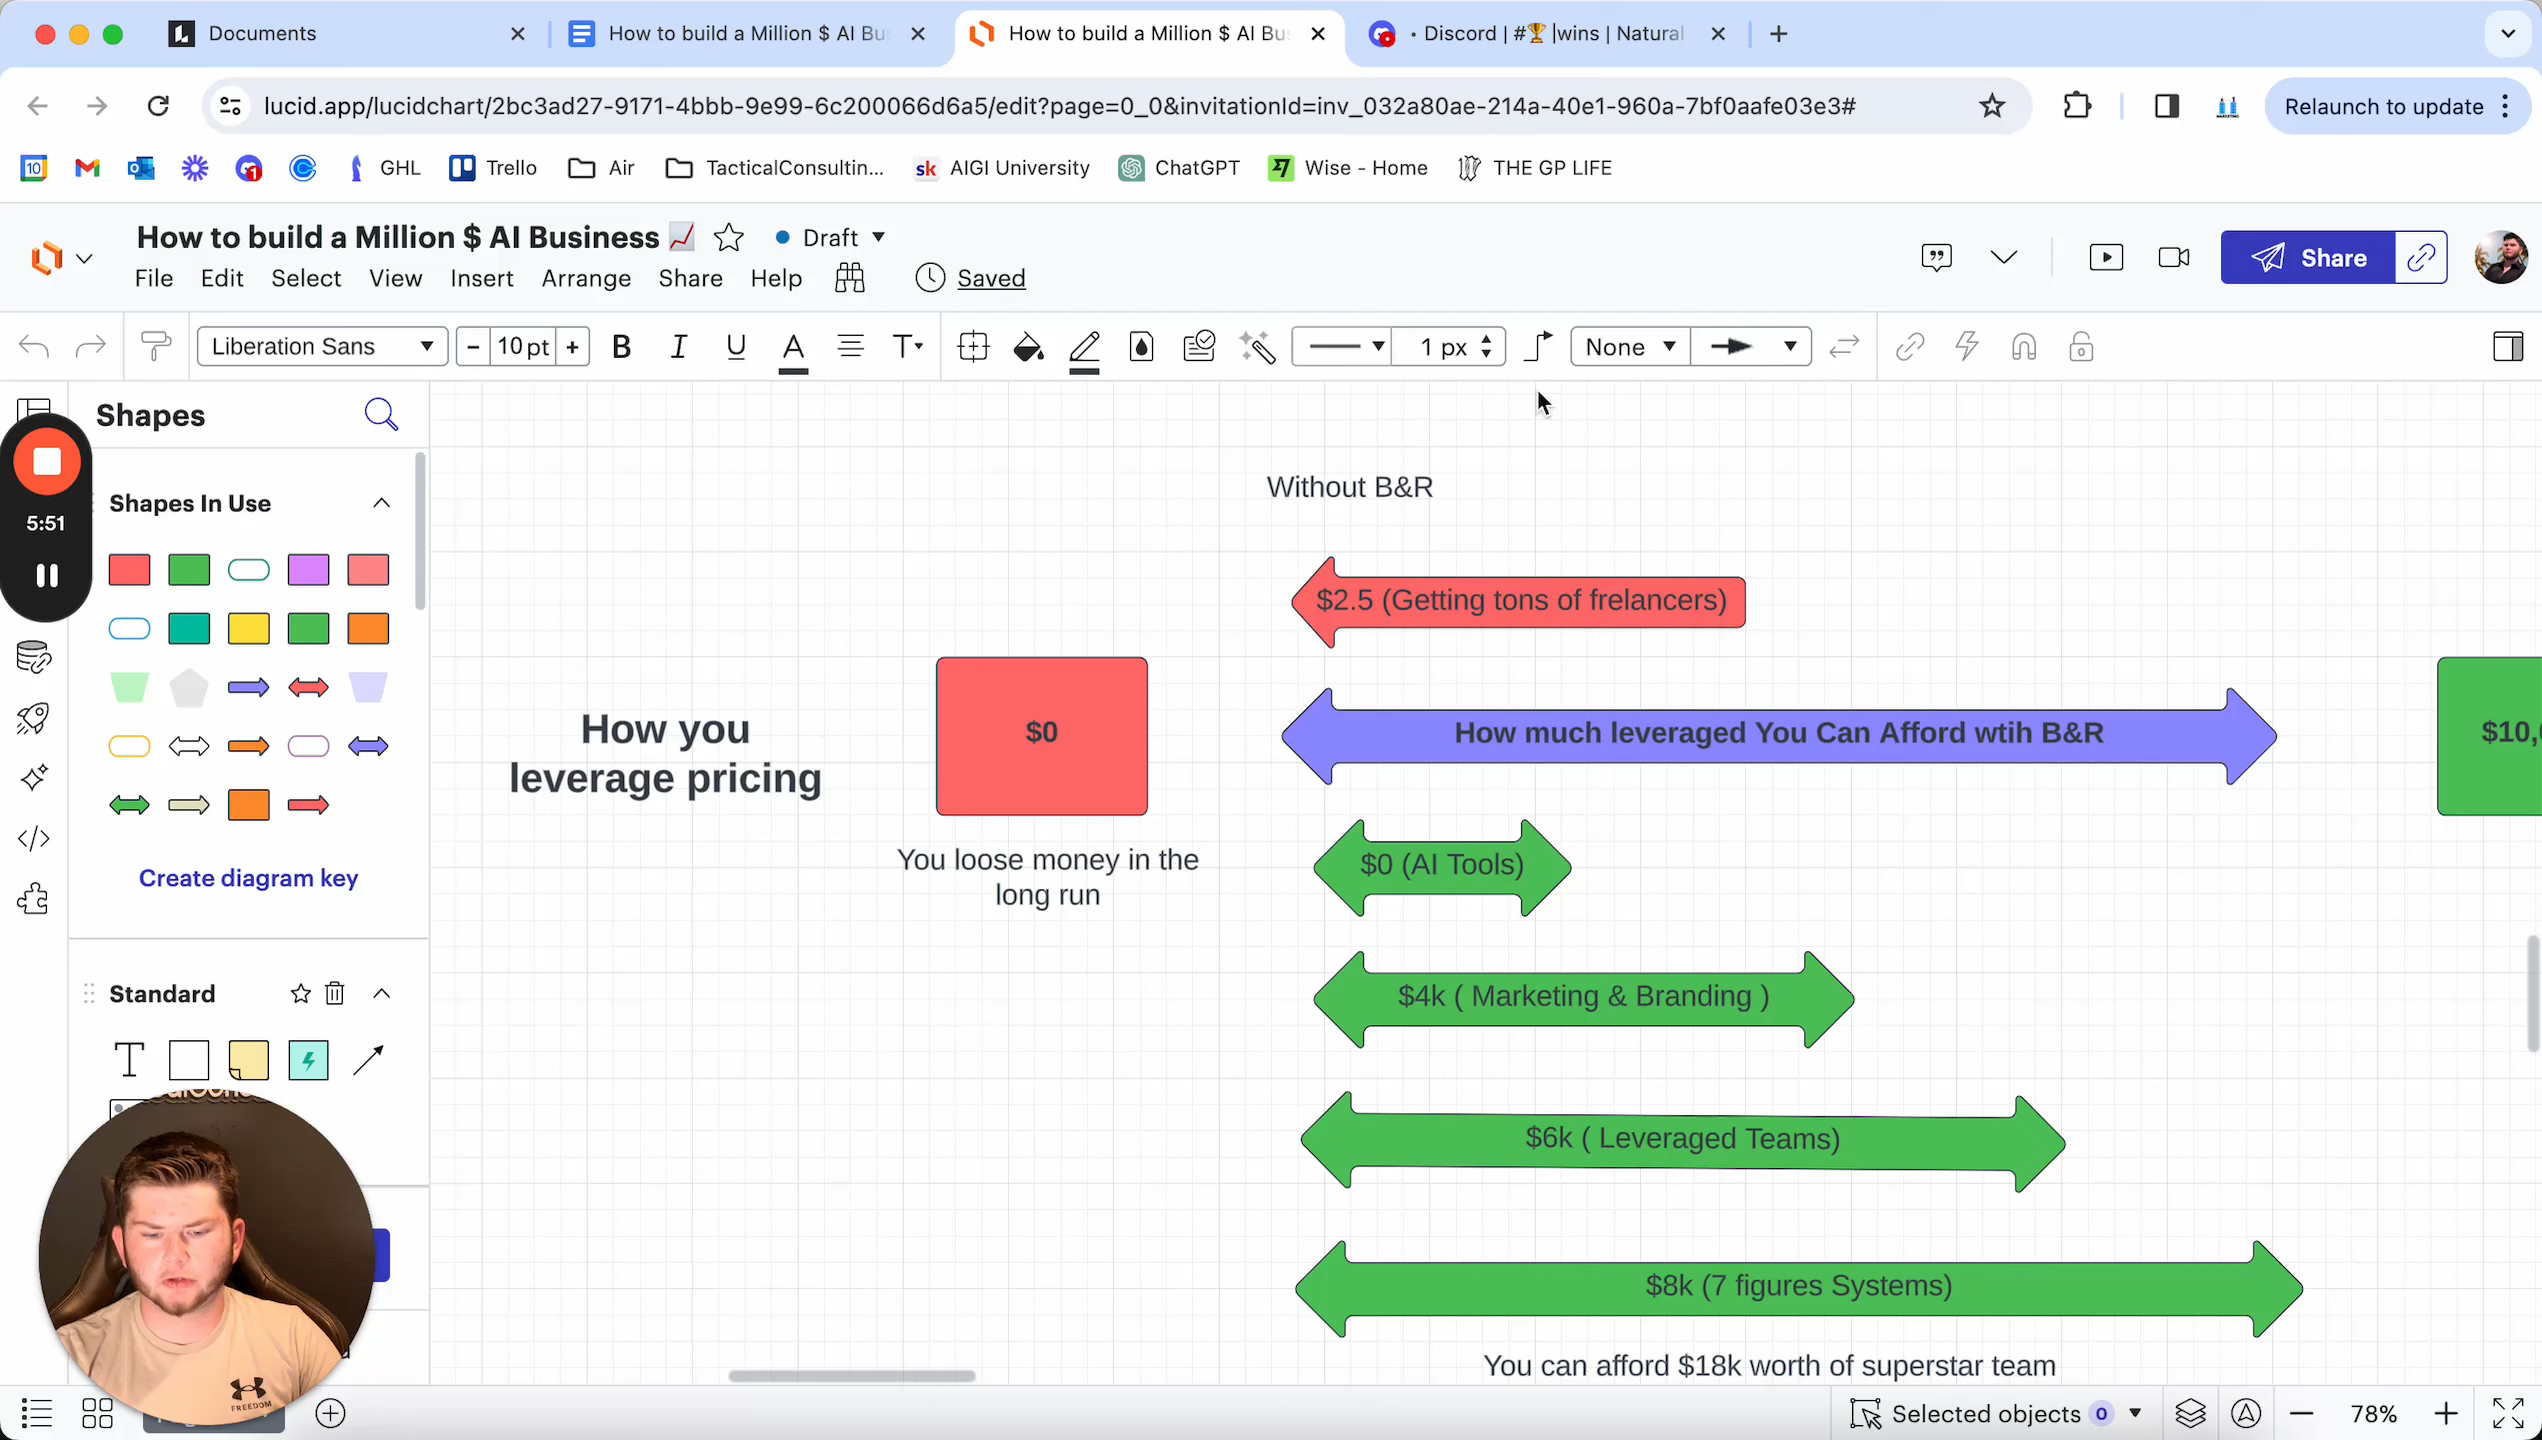 Documents
How to build a Million $ AI Bu
How to build a Million $ AI Bu
· Discord | #🏆 |wins | Natural
lucid.app/lucidchart/2bc3ad27-9171-4bbb-9e99-6c200066d6a5/edit?page=0_0&invitationId=inv_032a80ae-214a-40e1-960a-7bf0aafe03e3#
Relaunch to update
10
1
GHL
Trello
Air
TacticalConsultin...
sk AIGI University
ChatGPT
Wise - Home
THE GP LIFE
How to build a Million $ AI Business 📈
Draft
File Edit Select View Insert Arrange Share Help
Saved
Share
Liberation Sans
10 pt
B I U A T
1 px
None
Shapes
5:51
Shapes In Use
Create diagram key
Standard
T
Without B&R
$2.5 (Getting tons of frelancers)
How you
leverage pricing
$0
How much leveraged You Can Afford wtih B&R
$10,
You loose money in the
long run
$0 (AI Tools)
$4k ( Marketing & Branding )
$6k ( Leveraged Teams)
$8k (7 figures Systems)
You can afford $18k worth of superstar team
FREEDOM
Selected objects 0
78%